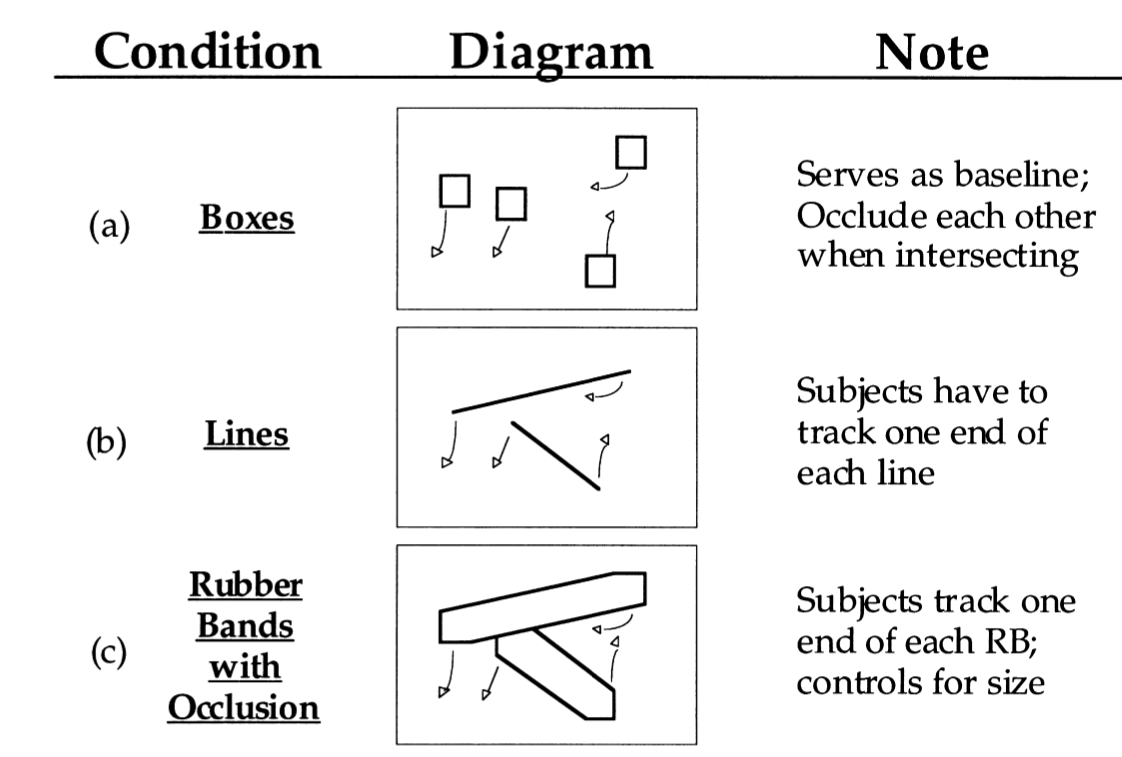 Condition Diagram Note
(a) Boxes
Serves as baseline;
Occlude each other
when intersecting
(b) Lines
Subjects have to
track one end of
each line
(c) Rubber
Bands
with
Occlusion
Subjects track one
end of each RB;
controls for size